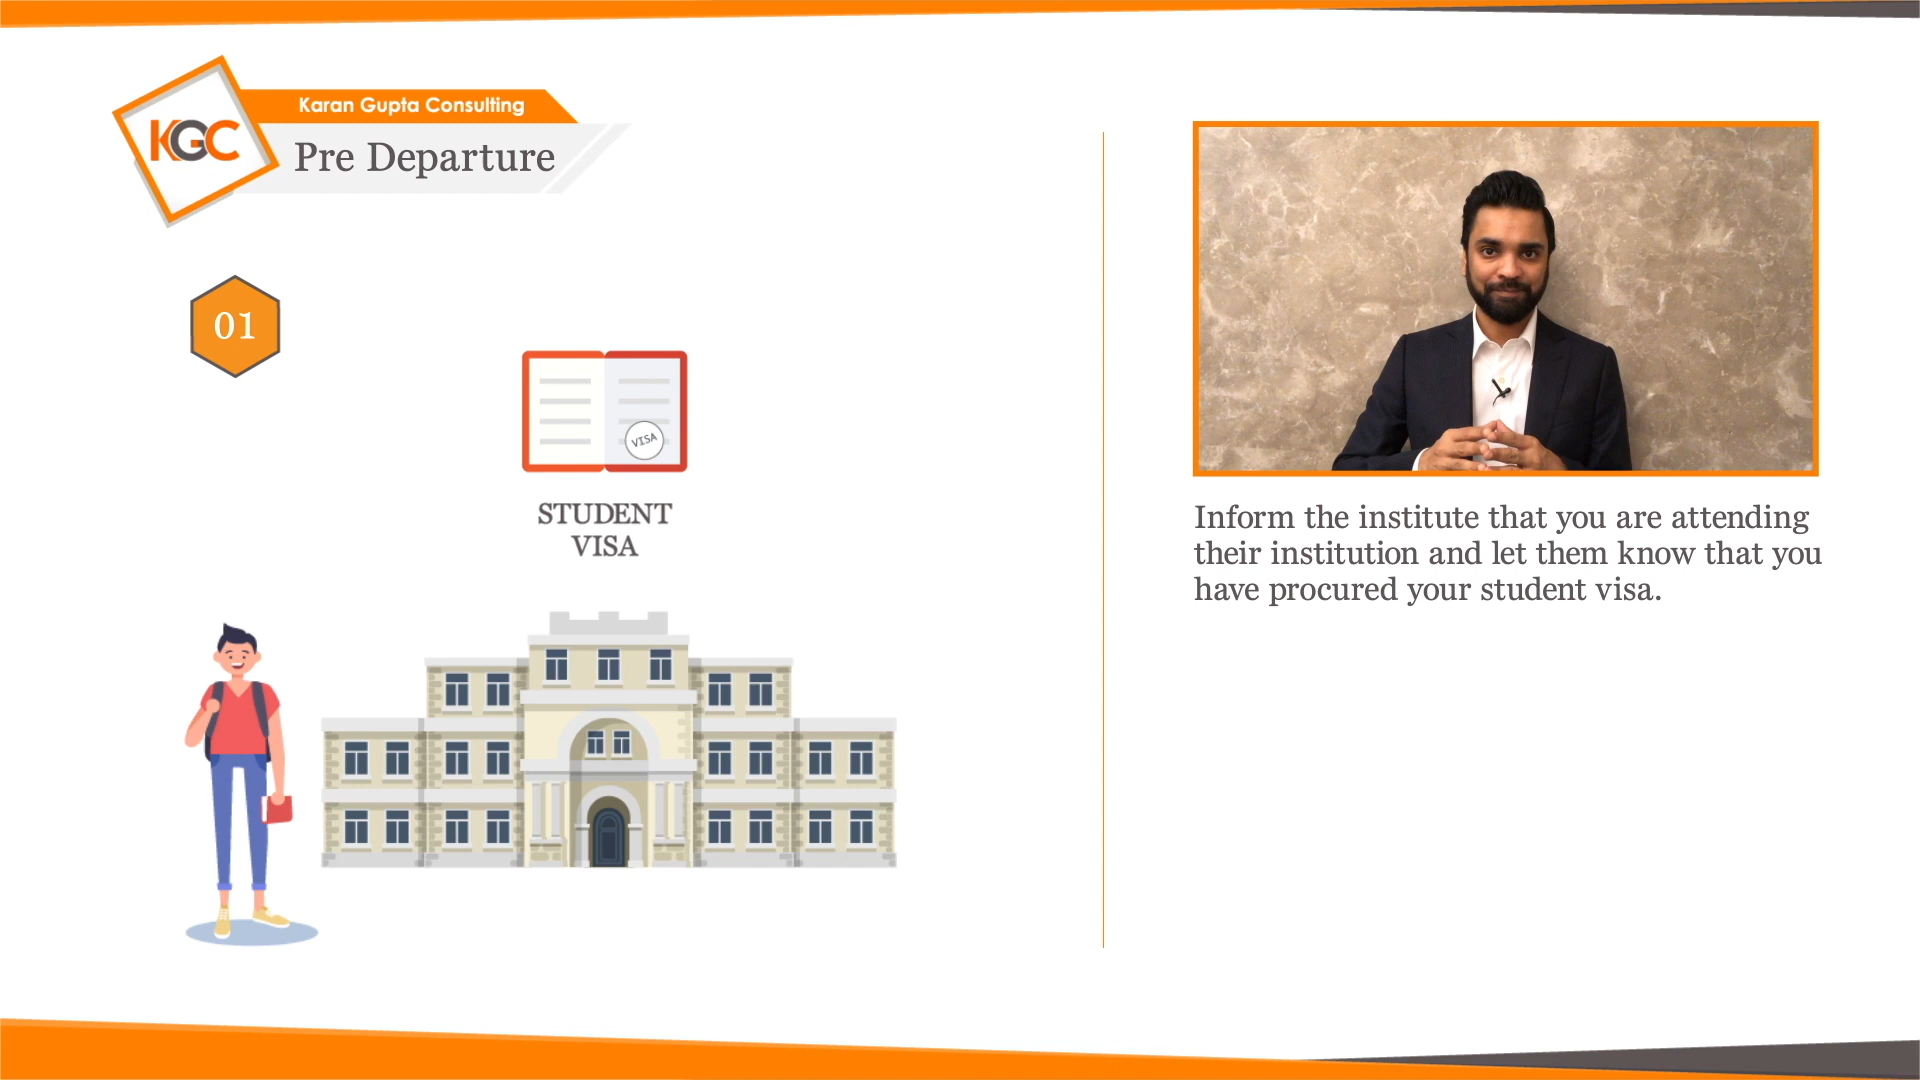 Karan Gupta Consulting
KGC
Pre Departure
01
VISA
STUDENT
VISA
Inform the institute that you are attending
their institution and let them know that you
have procured your student visa.